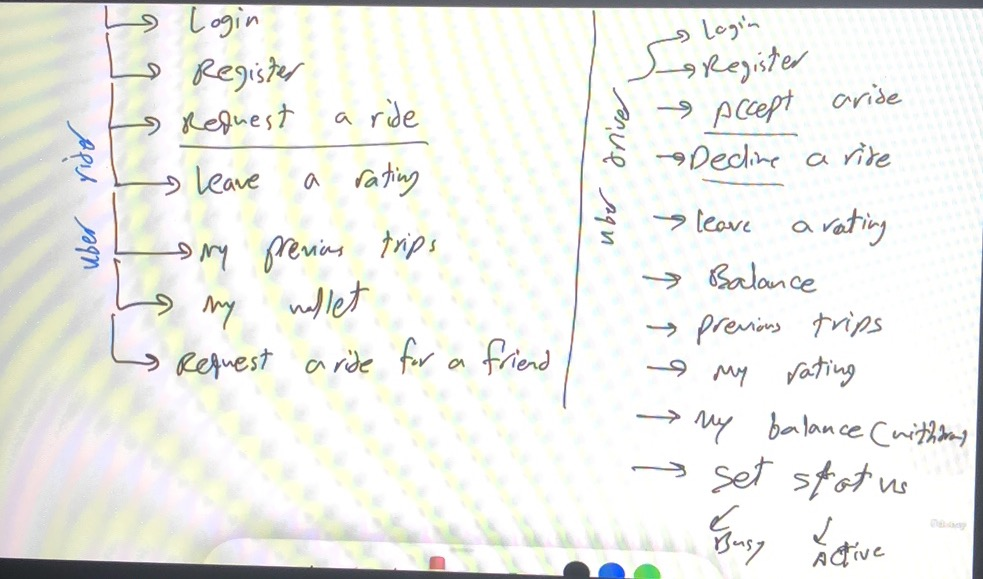 Login
Register
Request a ride
leave a rating
My previous trips
My wallet
Request a ride for a friend
uber rider
uber driver
Login
Register
Accept a ride
Decline a ride
leave a rating
Balance
previous trips
My rating
My balance (withdraw)
Set status
Busy
Active